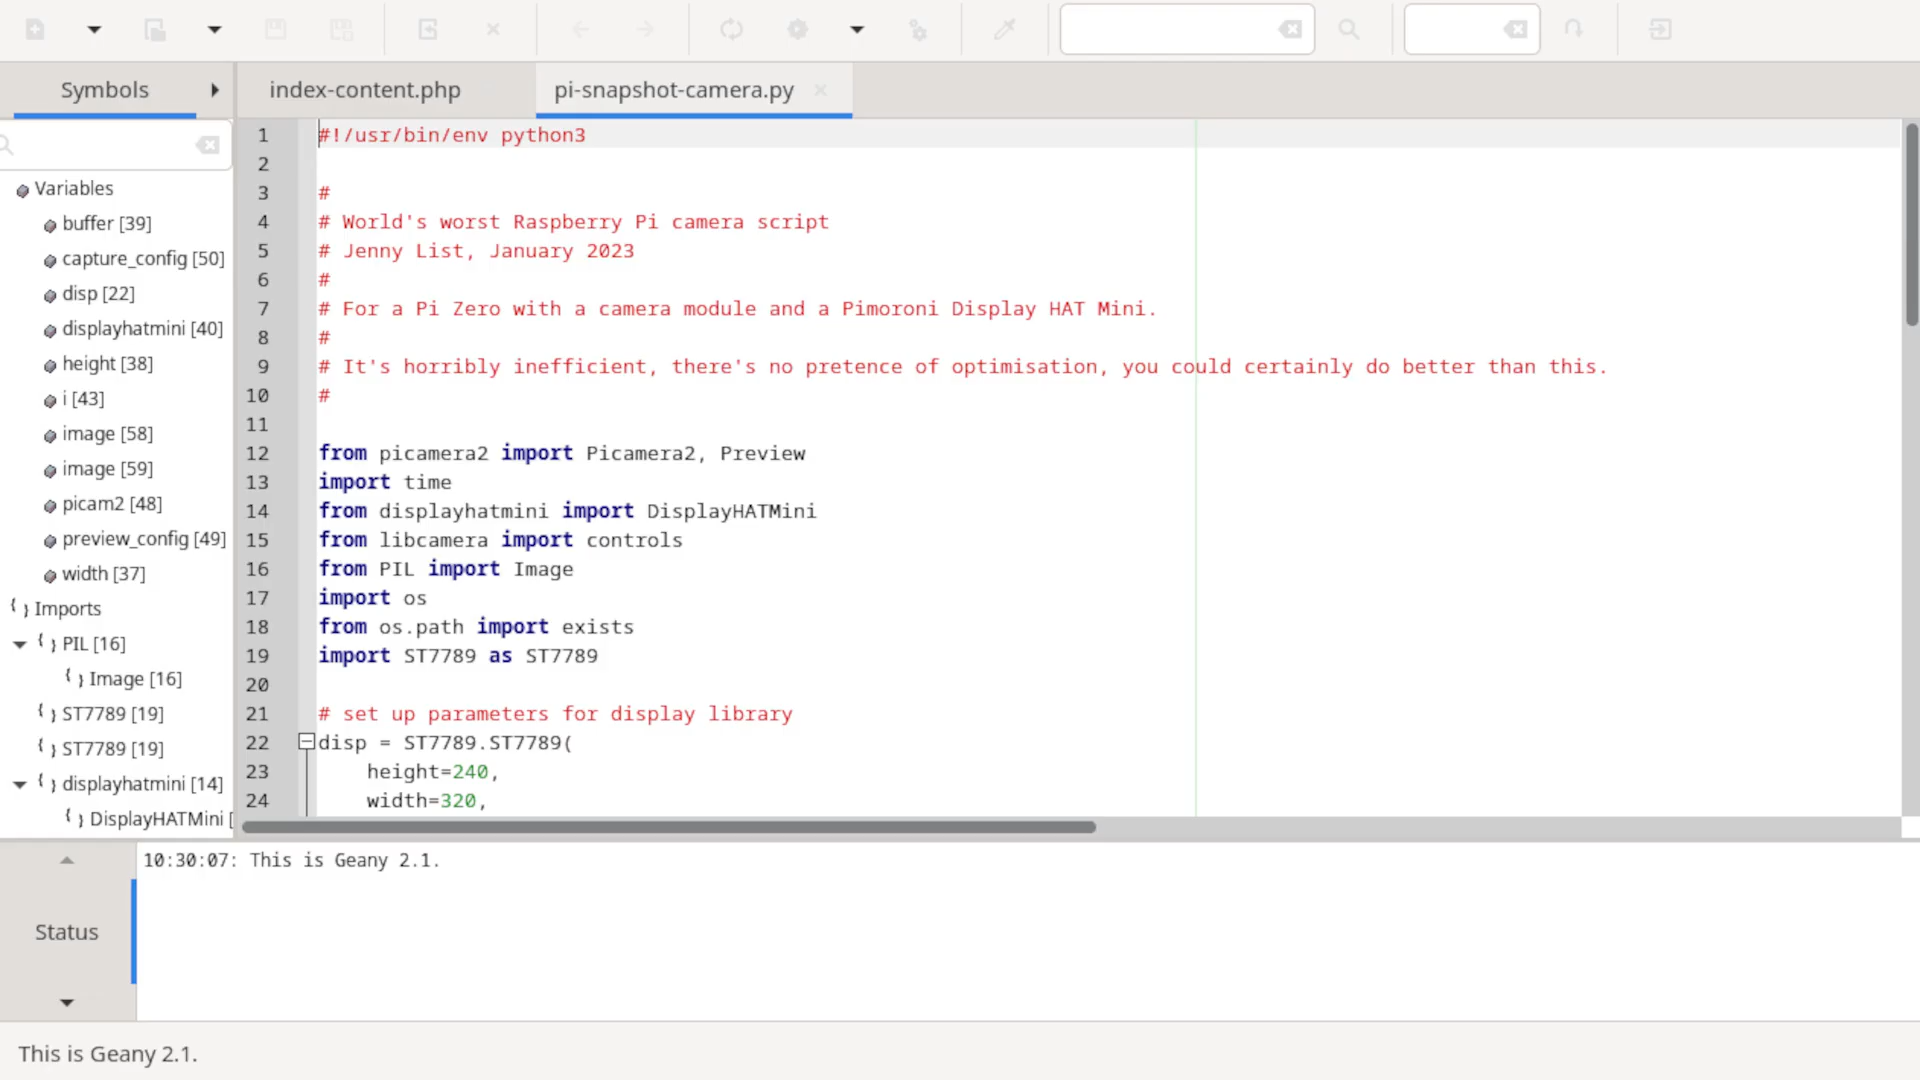 Symbols
index-content.php
pi-snapshot-camera.py
Variables
buffer [39]
capture_config [50]
disp [22]
displayhatmini [40]
height [38]
i [43]
image [58]
image [59]
picam2 [48]
preview_config [49]
width [37]
Imports
PIL [16]
Image [16]
ST7789 [19]
ST7789 [19]
displayhatmini [14]
DisplayHATMini [
1 #!/usr/bin/env python3
2
3 #
4 # World's worst Raspberry Pi camera script
5 # Jenny List, January 2023
6 #
7 # For a Pi Zero with a camera module and a Pimoroni Display HAT Mini.
8 #
9 # It's horribly inefficient, there's no pretence of optimisation, you could certainly do better than this.
10 #
11
12 from picamera2 import Picamera2, Preview
13 import time
14 from displayhatmini import DisplayHATMini
15 from libcamera import controls
16 from PIL import Image
17 import os
18 from os.path import exists
19 import ST7789 as ST7789
20
21 # set up parameters for display library
22 disp = ST7789.ST7789(
23     height=240,
24     width=320,
10:30:07: This is Geany 2.1.
Status
This is Geany 2.1.